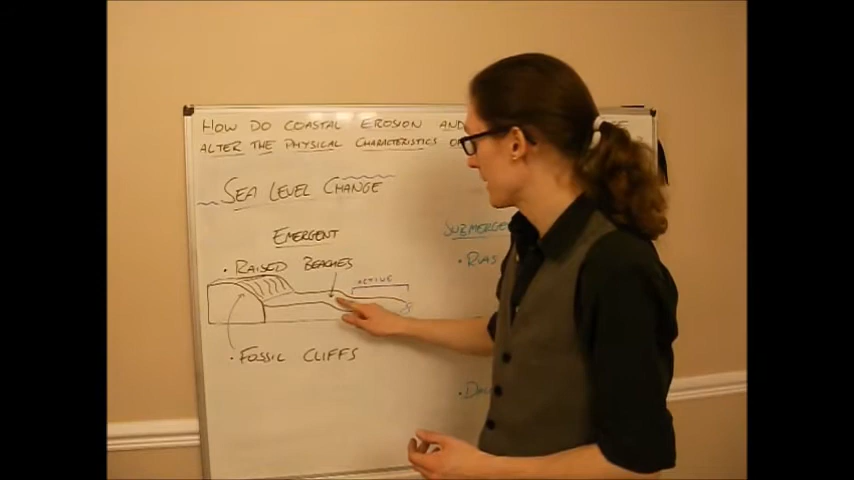 HOW DO COASTAL EROSION AND
ALTER THE PHYSICAL CHARACTERISTICS
SEA LEVEL CHANGE
EMERGENT
SUBMERGE
• RAISED BEACHES
• RIAS
ACTIVE
• FOSSIL CLIFFS